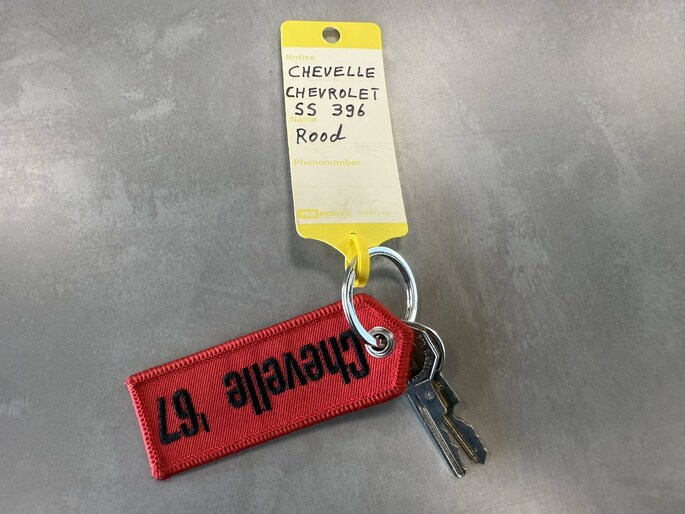 Notice
CHEVELLE
CHEVROLET
SS 396
Name
Rood
Phonenumber
Chevelle '67